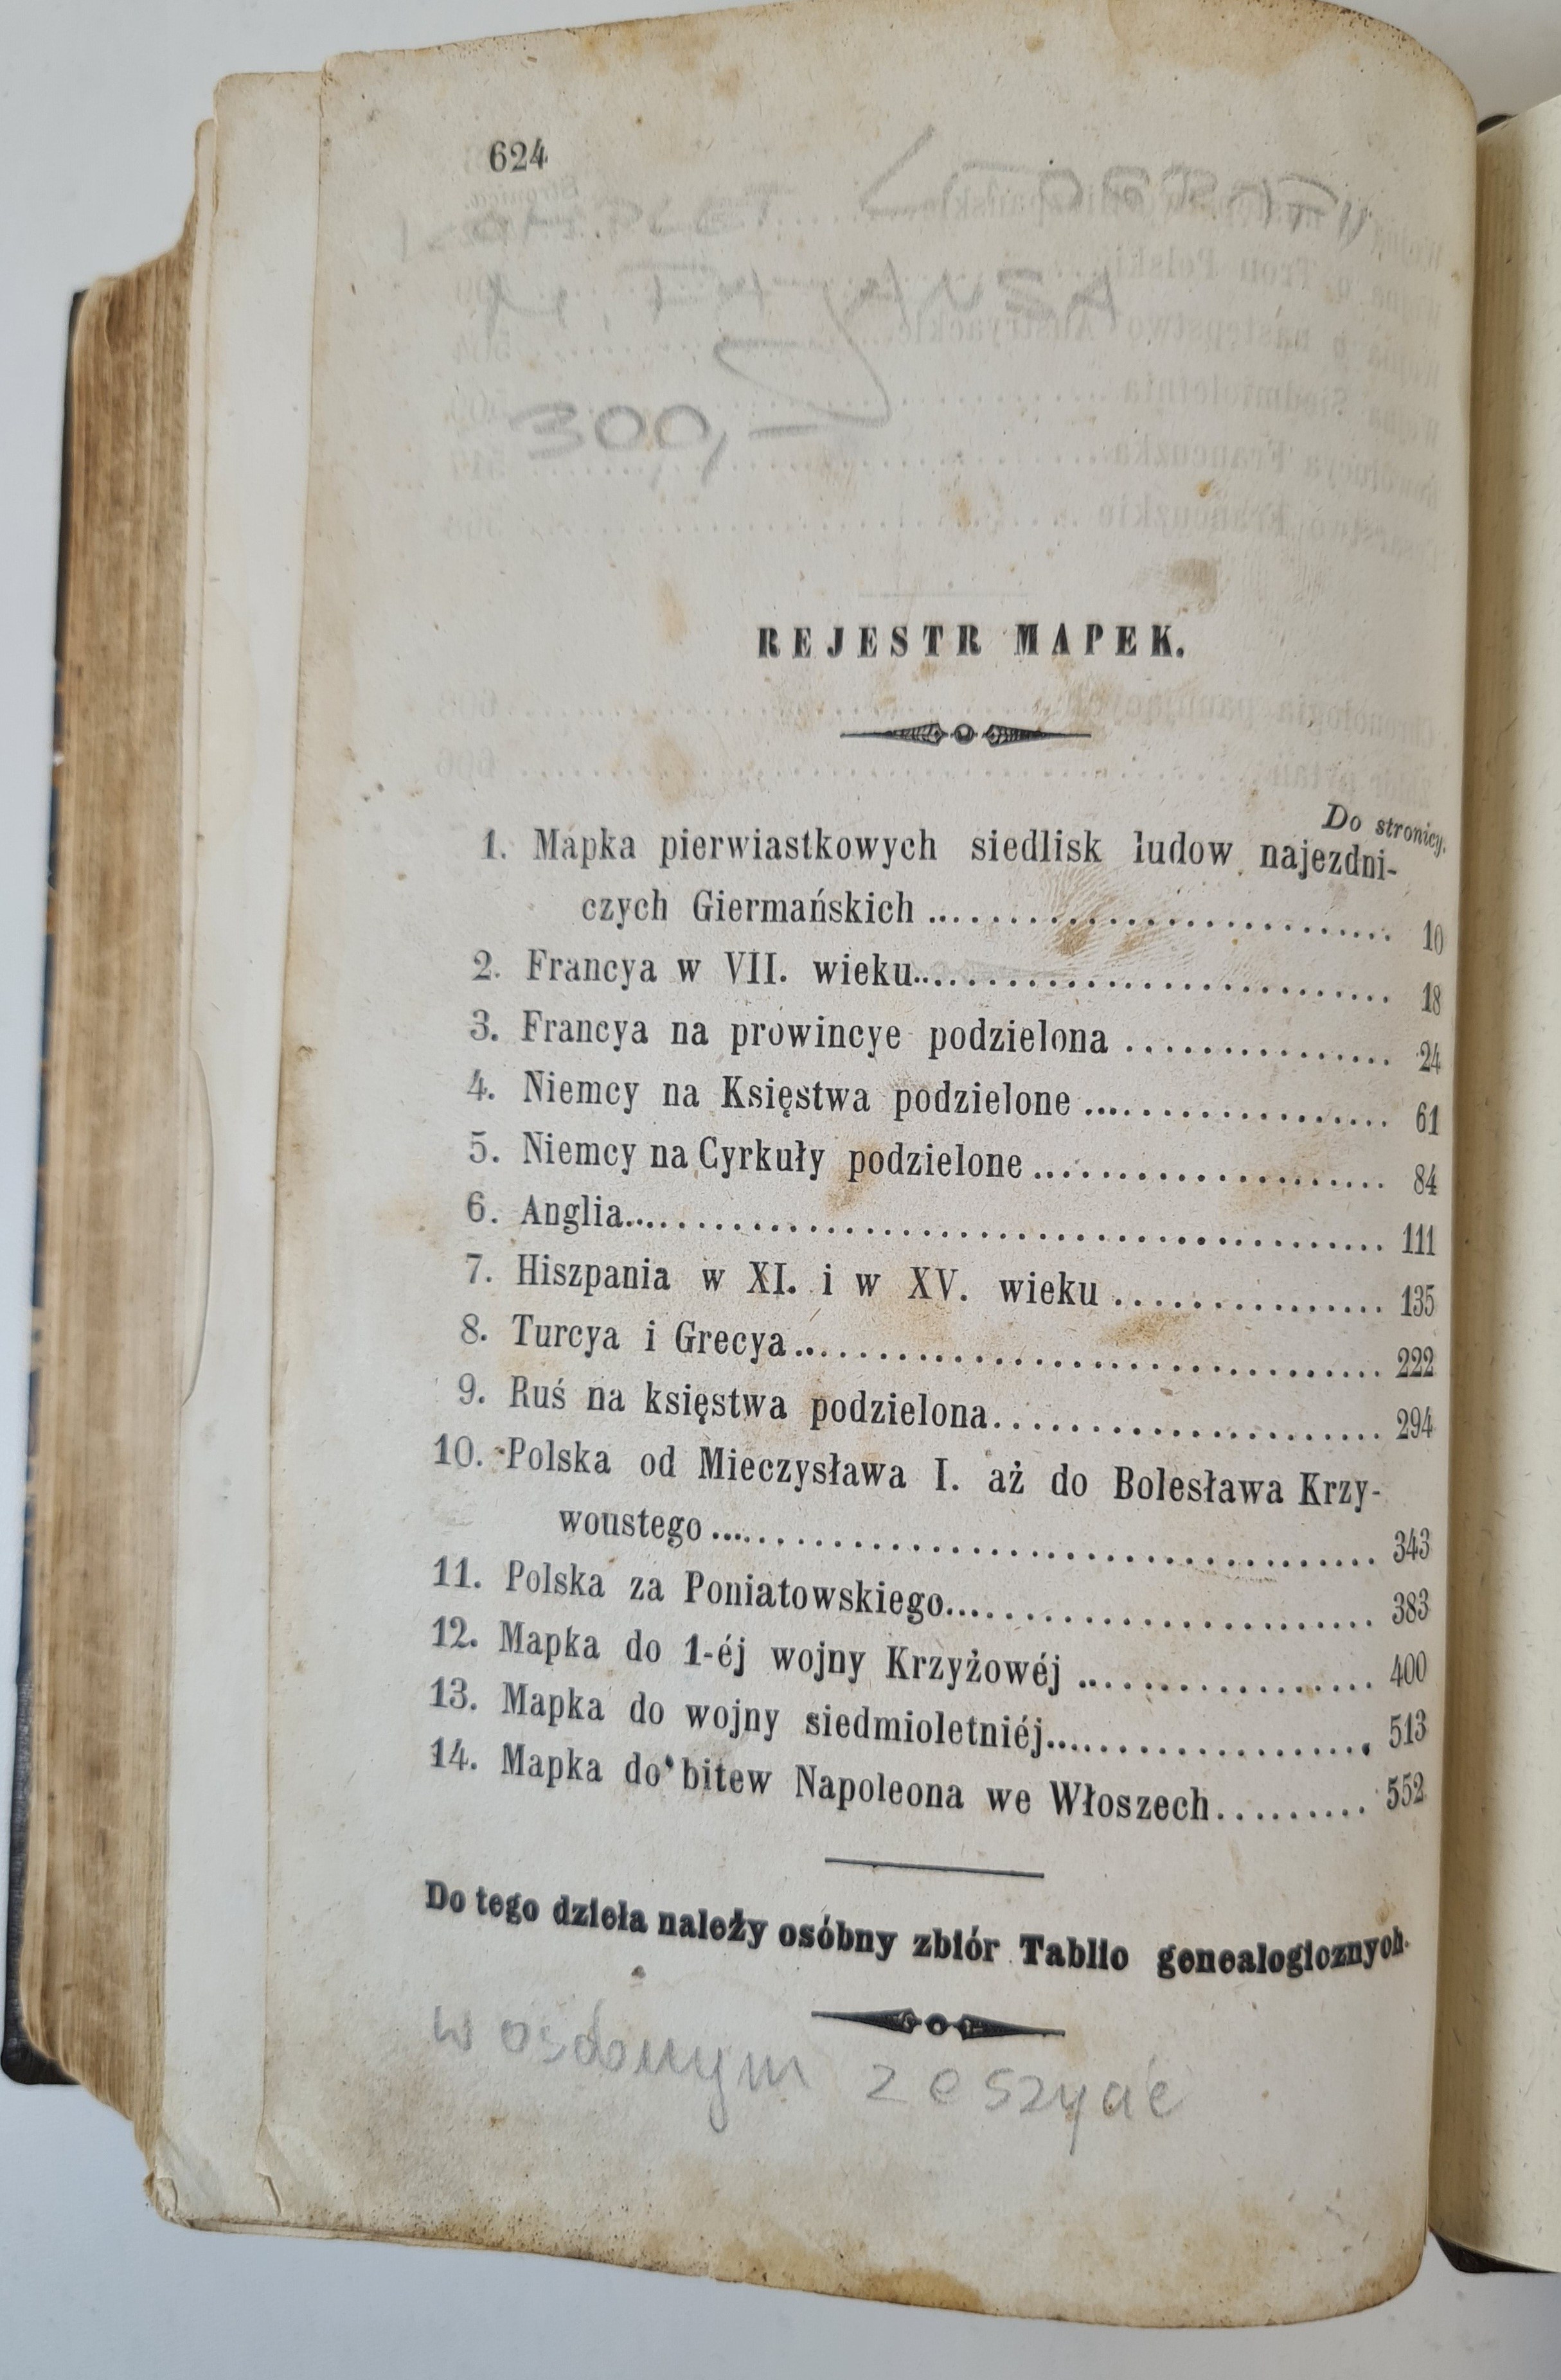 624
300,—
REJESTR MAPEK.
Do stronicy.
1. Mapka pierwiastkowych siedlisk ludow najezdni-
czych Giermańskich ............................. 10
2. Francya w VII. wieku............................. 18
3. Francya na prowincye podzielona ............... 24
4. Niemcy na Księstwa podzielone .................. 61
5. Niemcy na Cyrkuły podzielone ..................... 84
6. Anglia............................................. 111
7. Hiszpania w XI. i w XV. wieku ............... 135
8. Turcya i Grecya.................................. 222
9. Ruś na księstwa podzielona...................... 294
10. Polska od Mieczysława I. aż do Bolesława Krzy-
woustego ...................................... 343
11. Polska za Poniatowskiego......................... 383
12. Mapka do 1-éj wojny Krzyżowéj .................. 400
13. Mapka do wojny siedmioletniéj.................... 513
14. Mapka do bitew Napoleona we Włoszech......... 552
Do tego dzieła należy osóbny zbiór Tablic genealogicznych.
w osobnym zeszycie